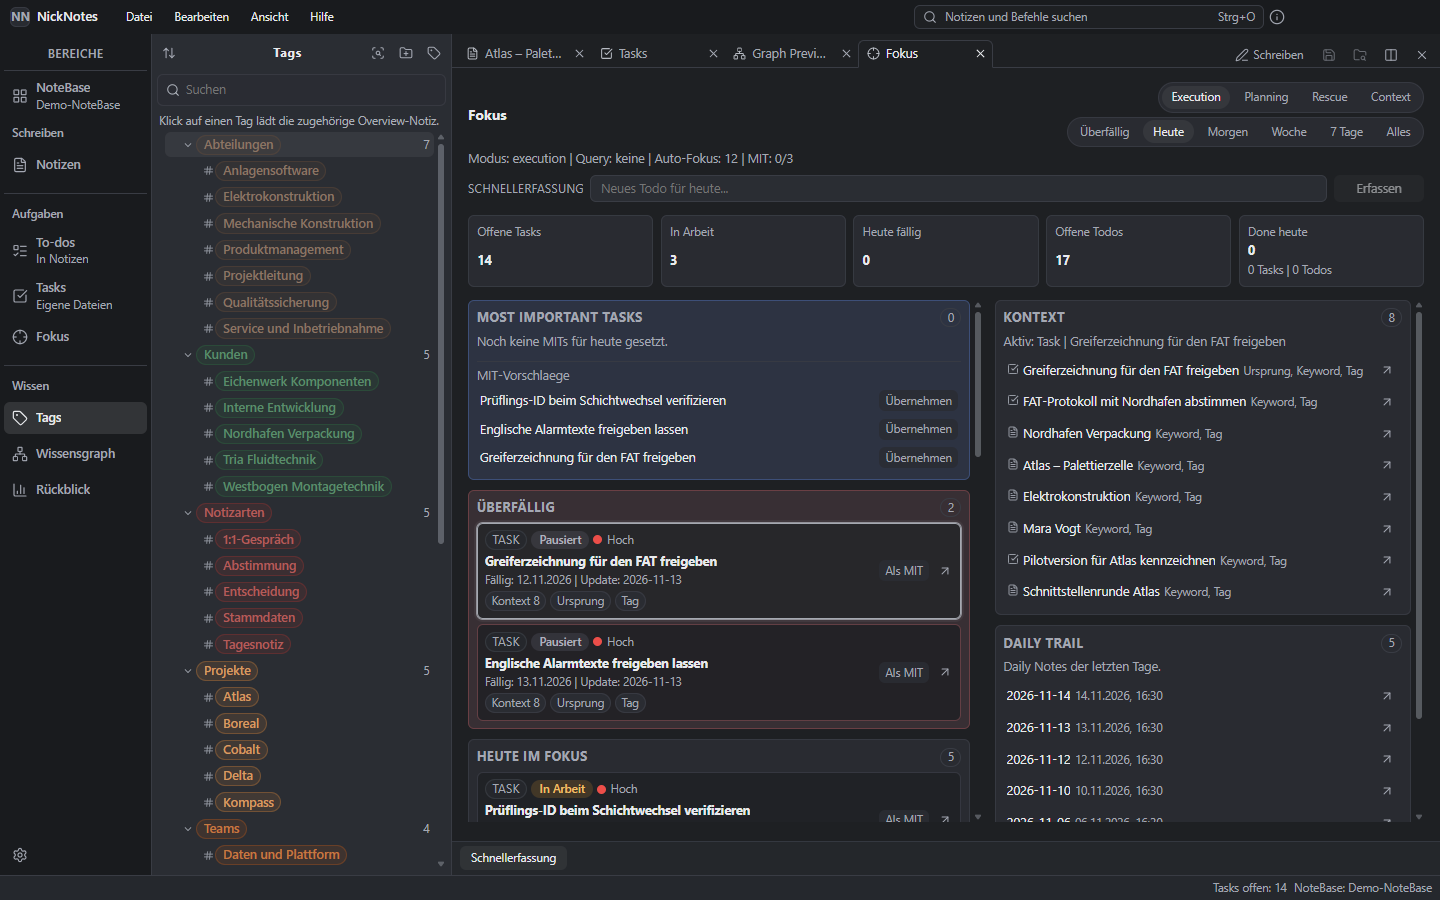 NN NickNotes Datei Bearbeiten Ansicht Hilfe Notizen und Befehle suchen Strg+O
BEREICHE
NoteBase
Demo-NoteBase
Schreiben
Notizen
Aufgaben
To-dos
In Notizen
Tasks
Eigene Dateien
Fokus
Wissen
Tags
Wissensgraph
Rückblick
Tags
Suchen
Klick auf einen Tag lädt die zugehörige Overview-Notiz.
Abteilungen 7
# Anlagensoftware
# Elektrokonstruktion
# Mechanische Konstruktion
# Produktmanagement
# Projektleitung
# Qualitätssicherung
# Service und Inbetriebnahme
Kunden 5
# Eichenwerk Komponenten
# Interne Entwicklung
# Nordhafen Verpackung
# Tria Fluidtechnik
# Westbogen Montagetechnik
Notizarten 5
# 1:1-Gespräch
# Abstimmung
# Entscheidung
# Stammdaten
# Tagesnotiz
Projekte 5
# Atlas
# Boreal
# Cobalt
# Delta
# Kompass
Teams 4
# Daten und Plattform
Atlas – Palett... Tasks Graph Previ... Fokus Schreiben
Fokus
Execution Planning Rescue Context
Überfällig Heute Morgen Woche 7 Tage Alles
Modus: execution | Query: keine | Auto-Fokus: 12 | MIT: 0/3
SCHNELLERFASSUNG Neues Todo für heute... Erfassen
Offene Tasks
14
In Arbeit
3
Heute fällig
0
Offene Todos
17
Done heute
0
0 Tasks | 0 Todos
MOST IMPORTANT TASKS 0
Noch keine MITs für heute gesetzt.
MIT-Vorschlaege
Prüflings-ID beim Schichtwechsel verifizieren Übernehmen
Englische Alarmtexte freigeben lassen Übernehmen
Greiferzeichnung für den FAT freigeben Übernehmen
ÜBERFÄLLIG 2
TASK Pausiert Hoch
Greiferzeichnung für den FAT freigeben
Fällig: 12.11.2026 | Update: 2026-11-13
Als MIT
Kontext 8 Ursprung Tag
TASK Pausiert Hoch
Englische Alarmtexte freigeben lassen
Fällig: 13.11.2026 | Update: 2026-11-13
Als MIT
Kontext 8 Ursprung Tag
HEUTE IM FOKUS 5
TASK In Arbeit Hoch
Prüflings-ID beim Schichtwechsel verifizieren
Als MIT
KONTEXT 8
Aktiv: Task | Greiferzeichnung für den FAT freigeben
Greiferzeichnung für den FAT freigeben Ursprung, Keyword, Tag
FAT-Protokoll mit Nordhafen abstimmen Keyword, Tag
Nordhafen Verpackung Keyword, Tag
Atlas – Palettierzelle Keyword, Tag
Elektrokonstruktion Keyword, Tag
Mara Vogt Keyword, Tag
Pilotversion für Atlas kennzeichnen Keyword, Tag
Schnittstellenrunde Atlas Keyword, Tag
DAILY TRAIL 5
Daily Notes der letzten Tage.
2026-11-14 14.11.2026, 16:30
2026-11-13 13.11.2026, 16:30
2026-11-12 12.11.2026, 16:30
2026-11-10 10.11.2026, 16:30
2026-11-06 06.11.2026, 16:30
Schnellerfassung
Tasks offen: 14 NoteBase: Demo-NoteBase